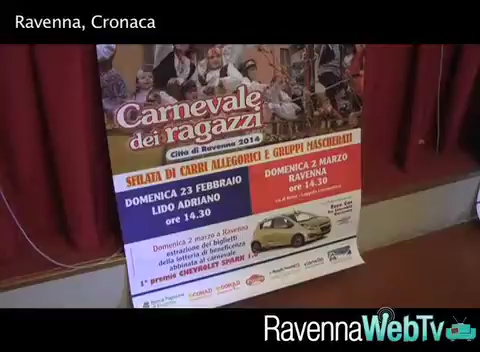 Ravenna, Cronaca
Carnevale
dei ragazzi
Città di Ravenna 2014
SFILATA DI CARRI ALLEGORICI E GRUPPI MASCHERATI
DOMENICA 23 FEBBRAIO
LIDO ADRIANO
ore 14.30
DOMENICA 2 MARZO
RAVENNA
ore 14.30
Domenica 2 marzo a Ravenna
estrazione dei biglietti
della lotteria di beneficenza
abbinata al carnevale
1° premio CHEVROLET SPARK
RavennaWebTv